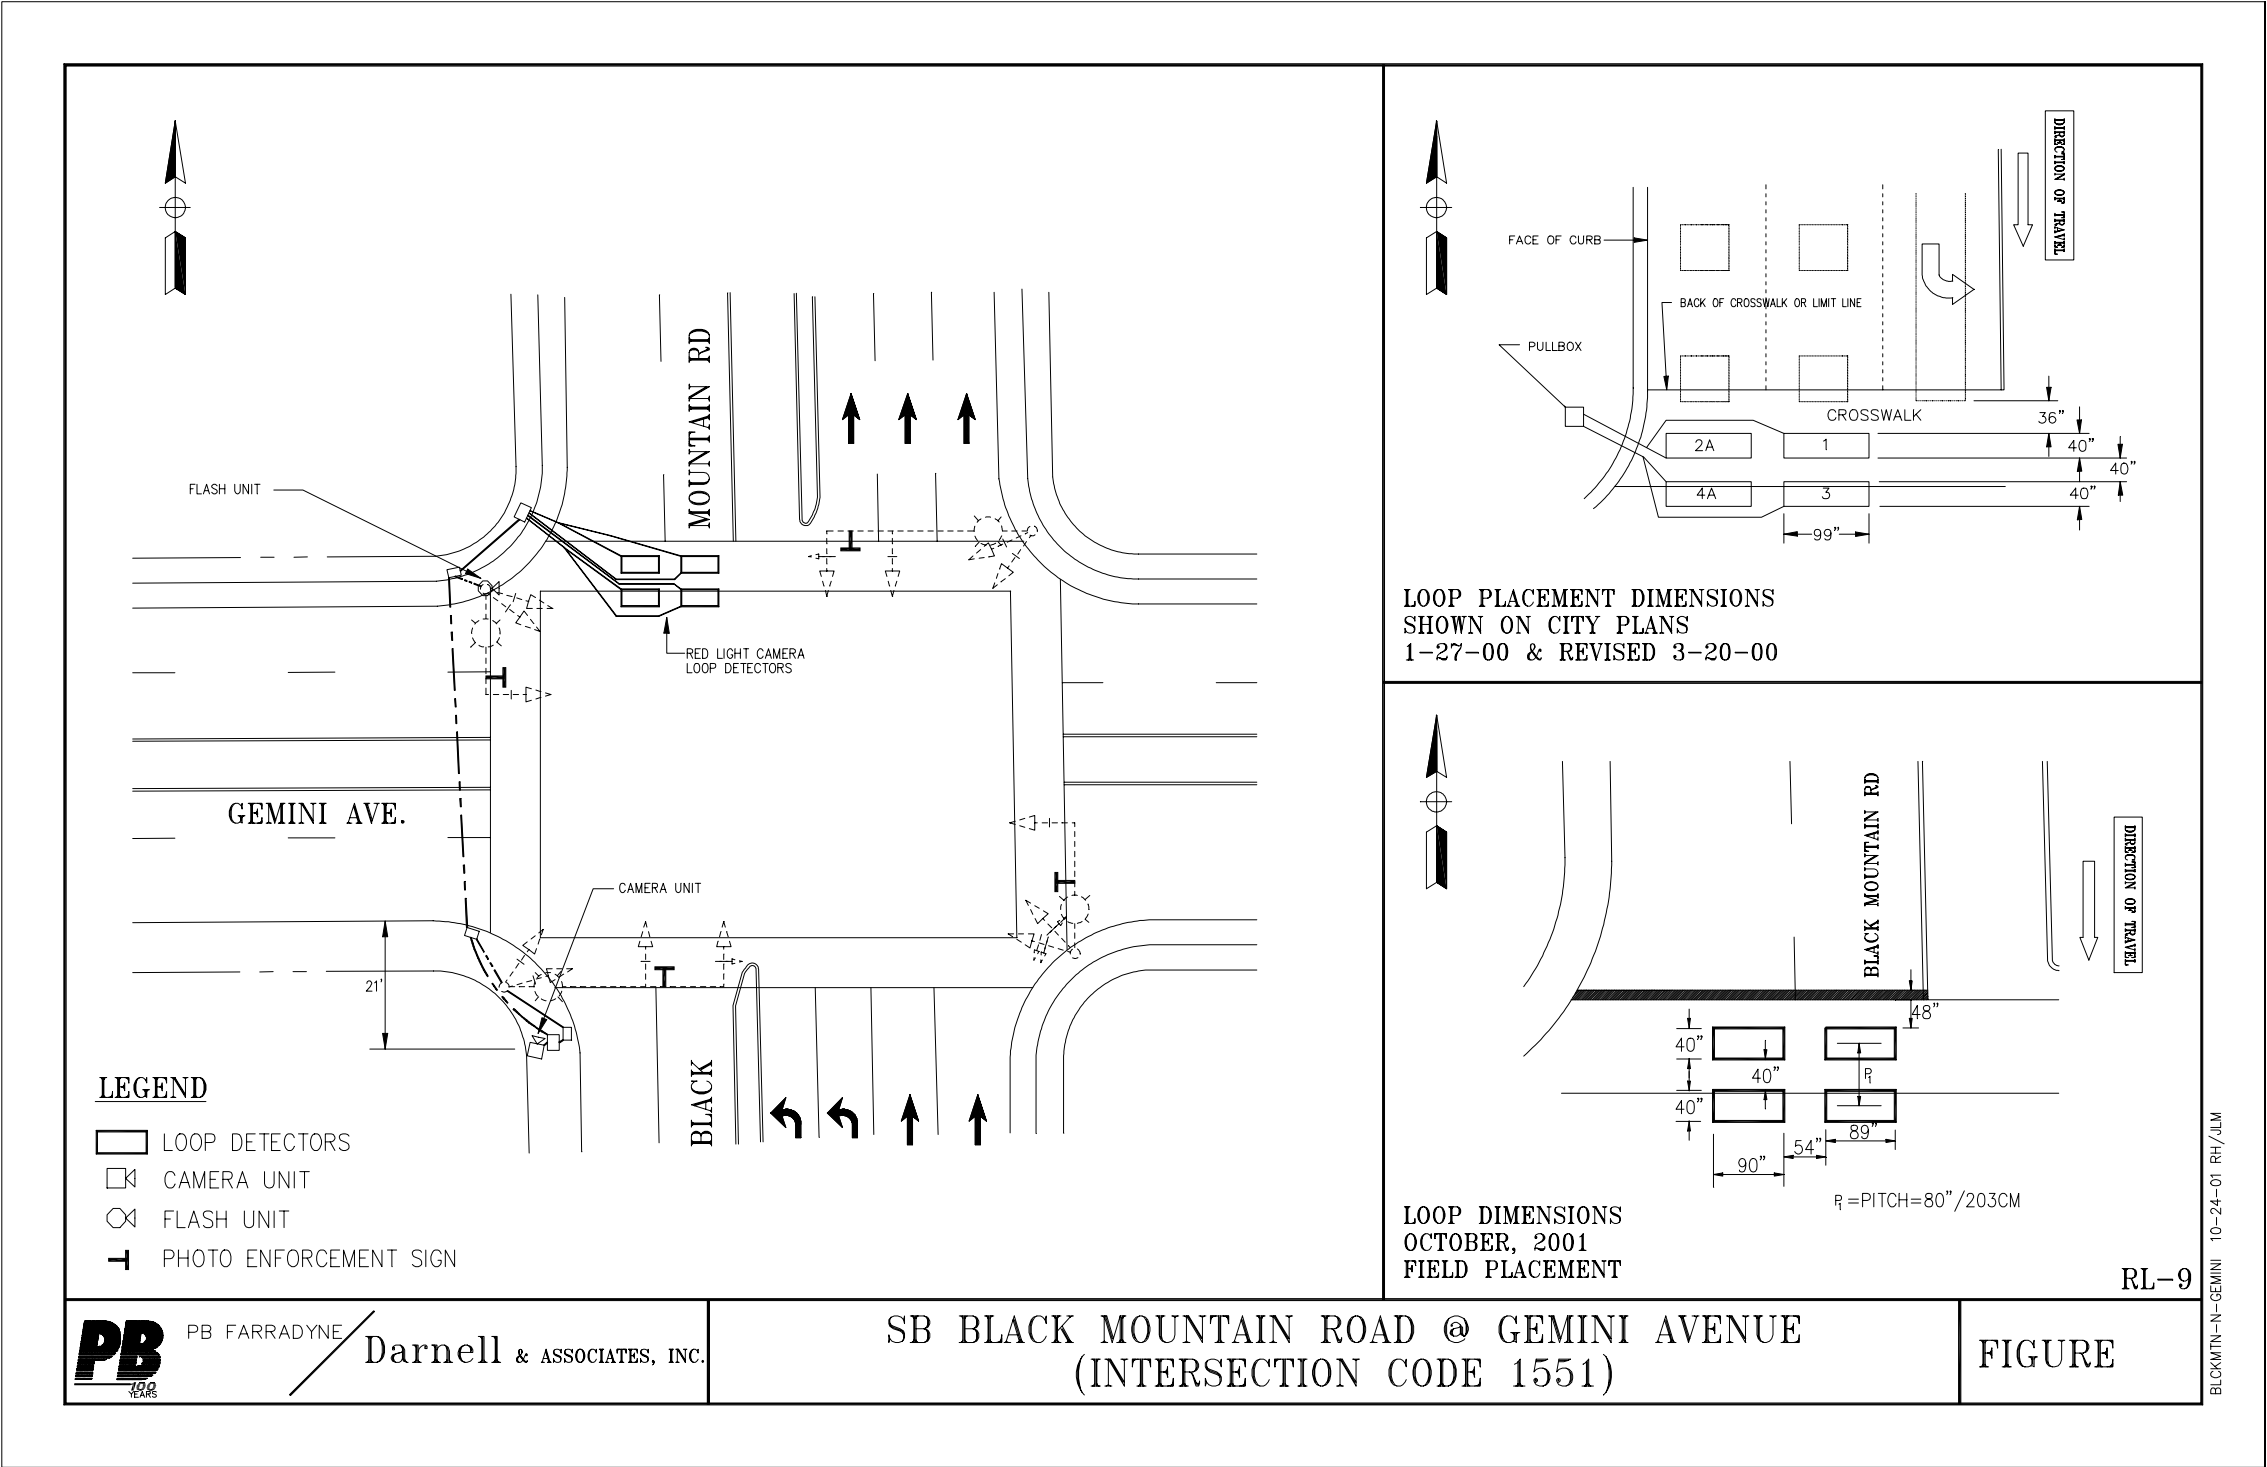 FLASH UNIT
MOUNTAIN RD
RED LIGHT CAMERA
LOOP DETECTORS
GEMINI AVE.
CAMERA UNIT
21'
BLACK
LEGEND
LOOP DETECTORS
CAMERA UNIT
FLASH UNIT
PHOTO ENFORCEMENT SIGN
DIRECTION OF TRAVEL
FACE OF CURB
BACK OF CROSSWALK OR LIMIT LINE
PULLBOX
CROSSWALK
36"
2A
1
40"
40"
4A
3
40"
99"
LOOP PLACEMENT DIMENSIONS
SHOWN ON CITY PLANS
1-27-00 & REVISED 3-20-00
BLACK MOUNTAIN RD
DIRECTION OF TRAVEL
48"
40"
40"
P1
40"
89"
54"
90"
P1=PITCH=80"/203CM
LOOP DIMENSIONS
OCTOBER, 2001
FIELD PLACEMENT
RL-9
PB
100
YEARS
PB FARRADYNE
Darnell & ASSOCIATES, INC.
SB BLACK MOUNTAIN ROAD @ GEMINI AVENUE
(INTERSECTION CODE 1551)
FIGURE
BLCKMTN-N-GEMINI 10-24-01 RH/JLM